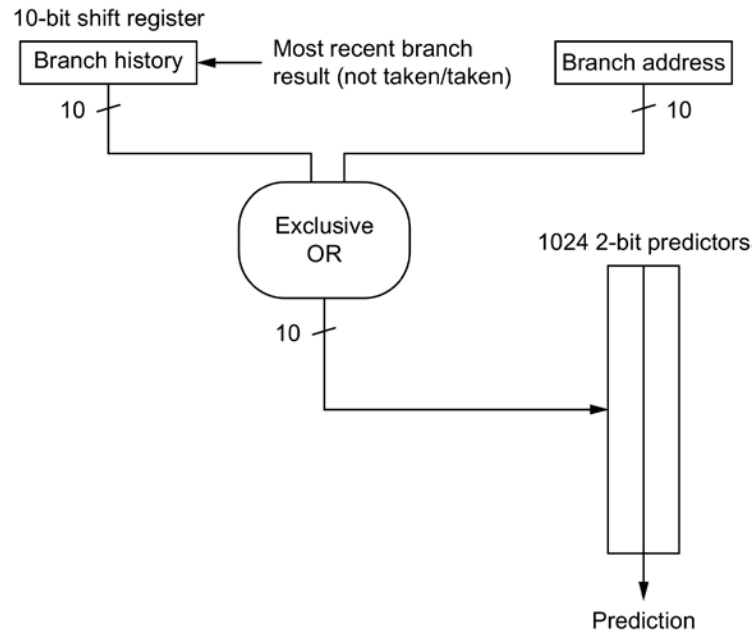 10-bit shift register
Branch history
Most recent branch
result (not taken/taken)
Branch address
10
10
Exclusive
OR
1024 2-bit predictors
10
Prediction